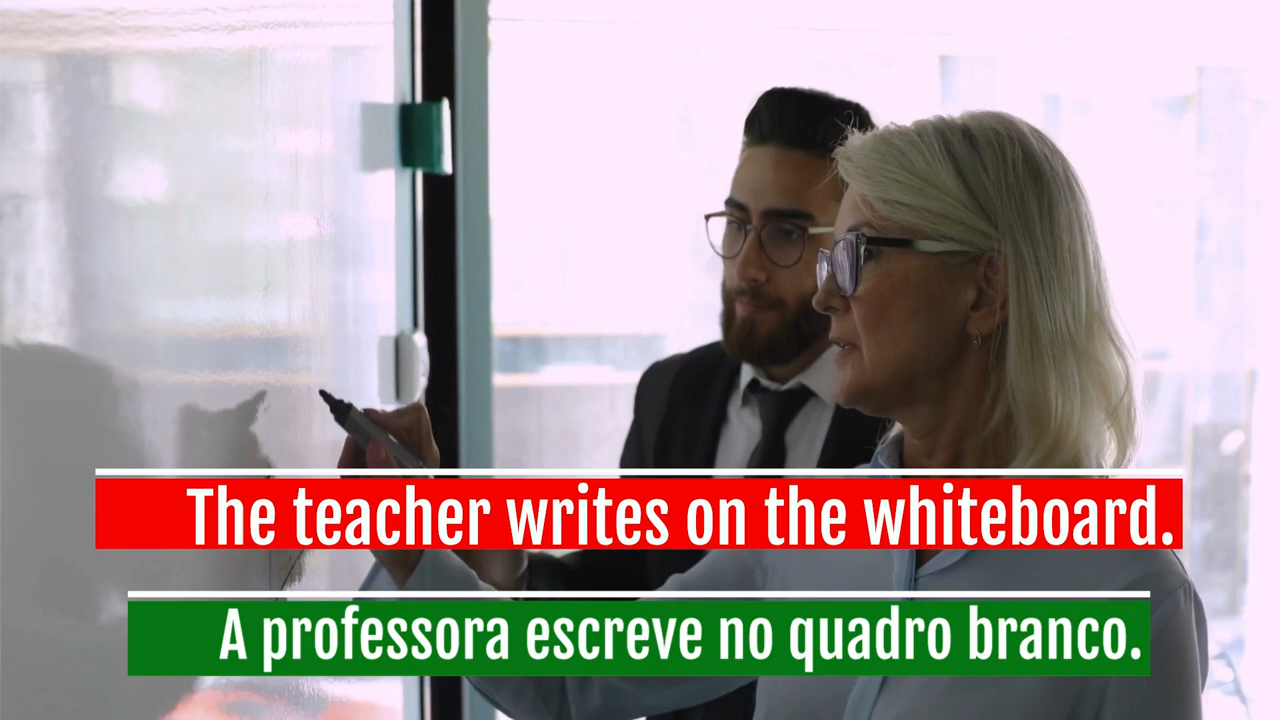 The teacher writes on the whiteboard.
A professora escreve no quadro branco.